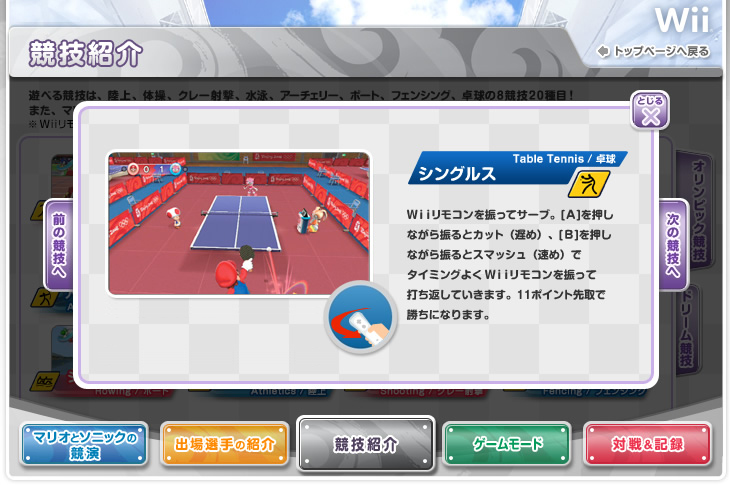 Wii
競技紹介
トップページへ戻る
遊べる競技は、陸上、体操、クレー射撃、水泳、アーチェリー、ボート、フェンシング、卓球の8競技20種目!
また、マ
※Wiiリモ
とじる
Table Tennis / 卓球
シングルス
0 1
Wiiリモコンを振ってサーブ。[A]を押し
ながら振るとカット（遅め）、[B]を押し
ながら振るとスマッシュ（速め）で
タイミングよくWiiリモコンを振って
打ち返していきます。11ポイント先取で
勝ちになります。
前の競技へ
次の競技へ
オリンピック競技
ドリーム競技
Rowing / ボート
Athletics / 陸上
Shooting / クレー射撃
Fencing / フェンシング
マリオとソニックの
競演
出場選手の紹介
競技紹介
ゲームモード
対戦&記録